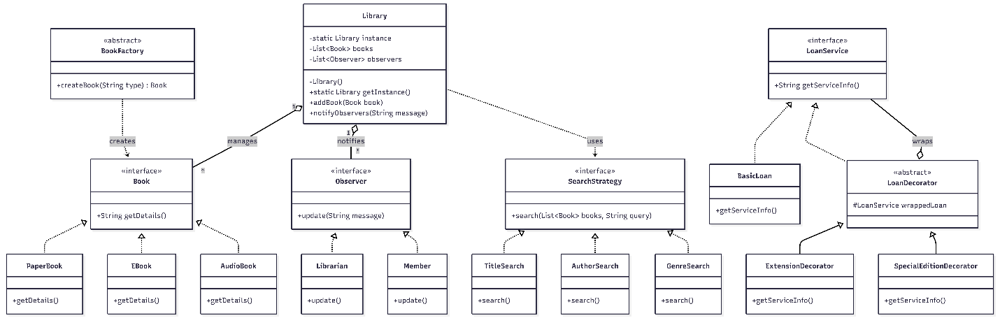 Library
-static Library instance
-List<Book> books
-List<Observer> observers
-Library()
+static Library getInstance()
+addBook(Book book)
+notifyObservers(String message)
«abstract»
BookFactory
+createBook(String type) : Book
«interface»
LoanService
+String getServiceInfo()
creates
1
manages
*
1
notifies
*
uses
wraps
«interface»
Book
+String getDetails()
«interface»
Observer
+update(String message)
«interface»
SearchStrategy
+search(List<Book> books, String query)
BasicLoan
+getServiceInfo()
«abstract»
LoanDecorator
#LoanService wrappedLoan
PaperBook
+getDetails()
EBook
+getDetails()
AudioBook
+getDetails()
Librarian
+update()
Member
+update()
TitleSearch
+search()
AuthorSearch
+search()
GenreSearch
+search()
ExtensionDecorator
+getServiceInfo()
SpecialEditionDecorator
+getServiceInfo()